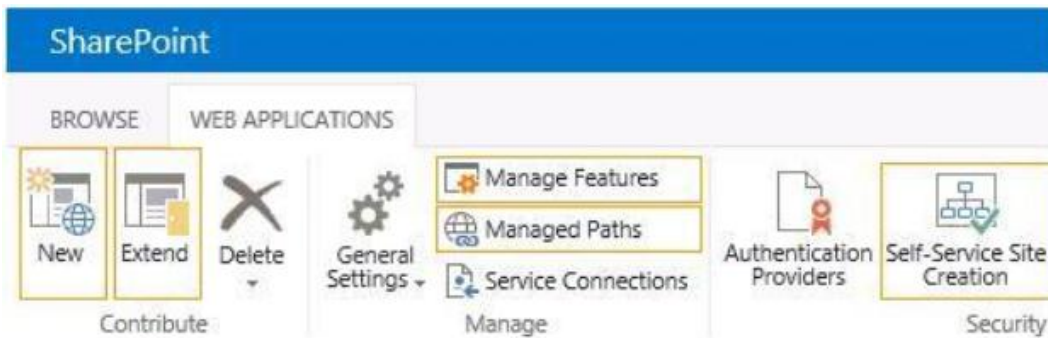 SharePoint
BROWSE
WEB APPLICATIONS
New
Extend
Delete
General
Settings
Manage Features
Managed Paths
Service Connections
Authentication
Providers
Self-Service Site
Creation
Contribute
Manage
Security